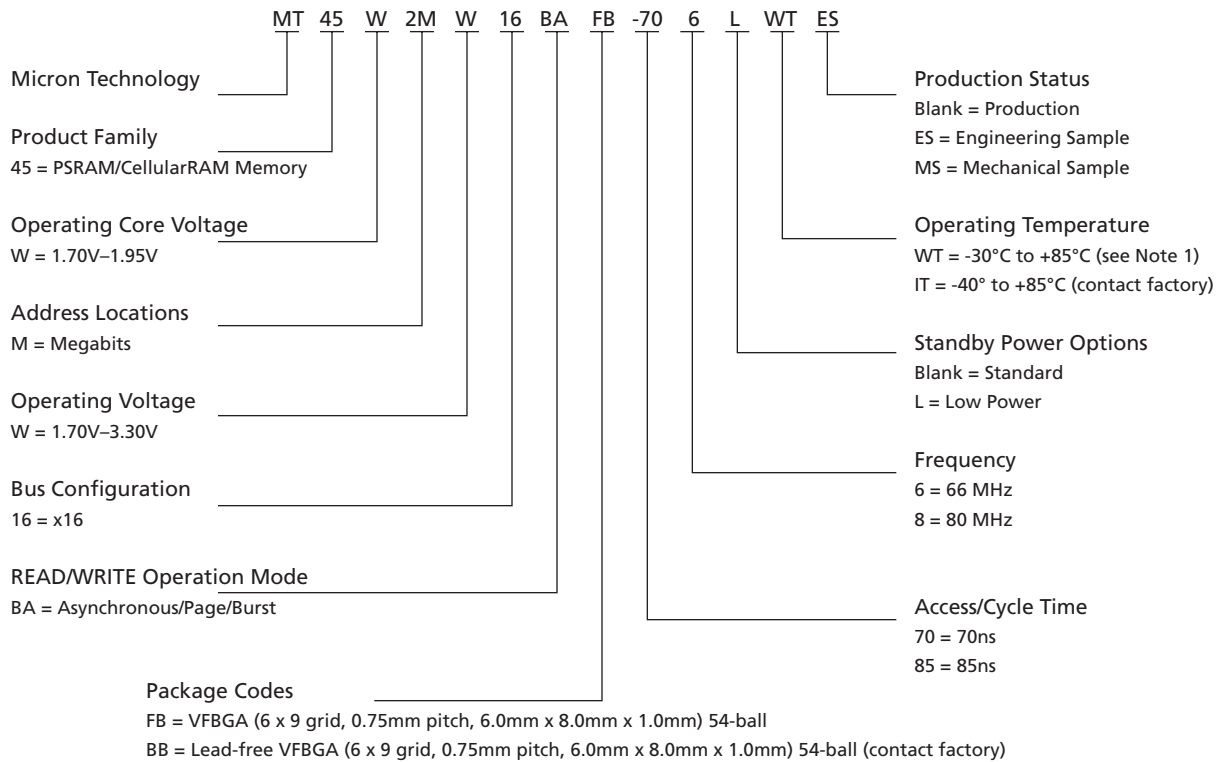 MT 45 W 2M W 16 BA FB -70 6 L WT ES
Micron Technology
Product Family
45 = PSRAM/CellularRAM Memory
Operating Core Voltage
W = 1.70V–1.95V
Address Locations
M = Megabits
Operating Voltage
W = 1.70V–3.30V
Bus Configuration
16 = x16
READ/WRITE Operation Mode
BA = Asynchronous/Page/Burst
Package Codes
FB = VFBGA (6 x 9 grid, 0.75mm pitch, 6.0mm x 8.0mm x 1.0mm) 54-ball
BB = Lead-free VFBGA (6 x 9 grid, 0.75mm pitch, 6.0mm x 8.0mm x 1.0mm) 54-ball (contact factory)
Production Status
Blank = Production
ES = Engineering Sample
MS = Mechanical Sample
Operating Temperature
WT = -30°C to +85°C (see Note 1)
IT = -40° to +85°C (contact factory)
Standby Power Options
Blank = Standard
L = Low Power
Frequency
6 = 66 MHz
8 = 80 MHz
Access/Cycle Time
70 = 70ns
85 = 85ns